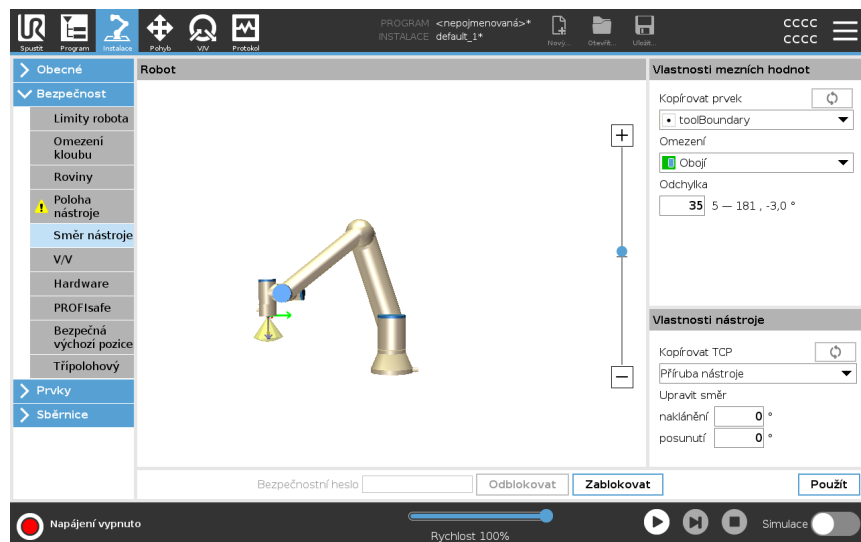 PROGRAM <nepojmenovaná>*
INSTALACE default_1*
Nový...
Otevřít...
Uložit...
CCCC
CCCC
Spustit
Program
Instalace
Pohyb
V/V
Protokol
Obecné
Bezpečnost
Limity robota
Omezení
kloubu
Roviny
Poloha
nástroje
Směr nástroje
V/V
Hardware
PROFIsafe
Bezpečná
výchozí pozice
Třípolohový
Prvky
Sběrnice
Robot
Vlastnosti mezních hodnot
Kopírovat prvek
toolBoundary
Omezení
Obojí
Odchylka
35 5 — 181 , -3,0 °
Vlastnosti nástroje
Kopírovat TCP
Příruba nástroje
Upravit směr
naklánění 0 °
posunutí 0 °
Bezpečnostní heslo
Odblokovat
Zablokovat
Použít
Napájení vypnuto
Rychlost 100%
Simulace